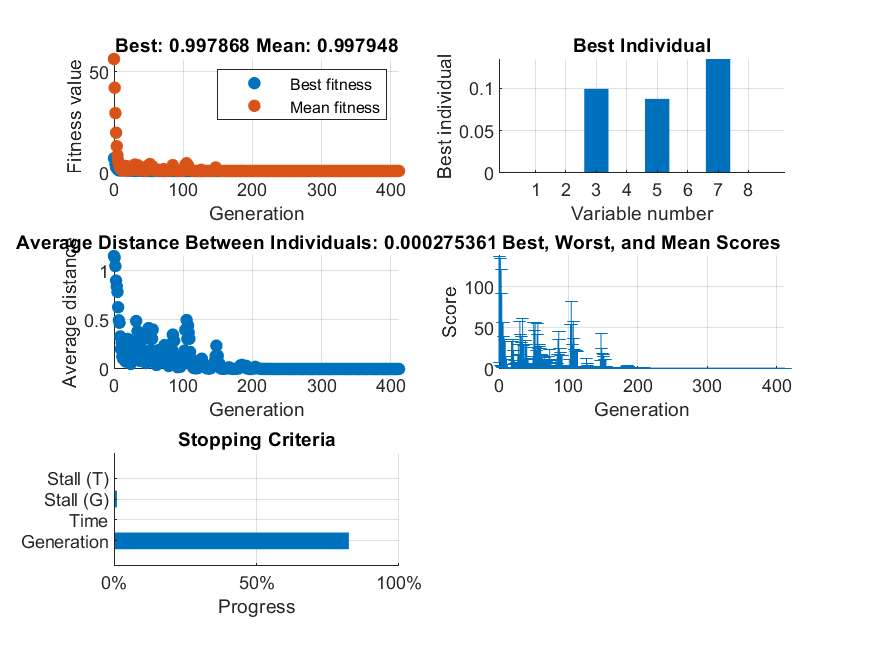 Best: 0.997868 Mean: 0.997948
Fitness value
50
0
Best fitness
Mean fitness
0 100 200 300 400
Generation
Best Individual
Best individual
0.1
0.05
0
1 2 3 4 5 6 7 8
Variable number
Average Distance Between Individuals: 0.000275361
Average distance
1
0.5
0
0 100 200 300 400
Generation
Best, Worst, and Mean Scores
Score
100
50
0
0 100 200 300 400
Generation
Stopping Criteria
Stall (T)
Stall (G)
Time
Generation
0% 50% 100%
Progress